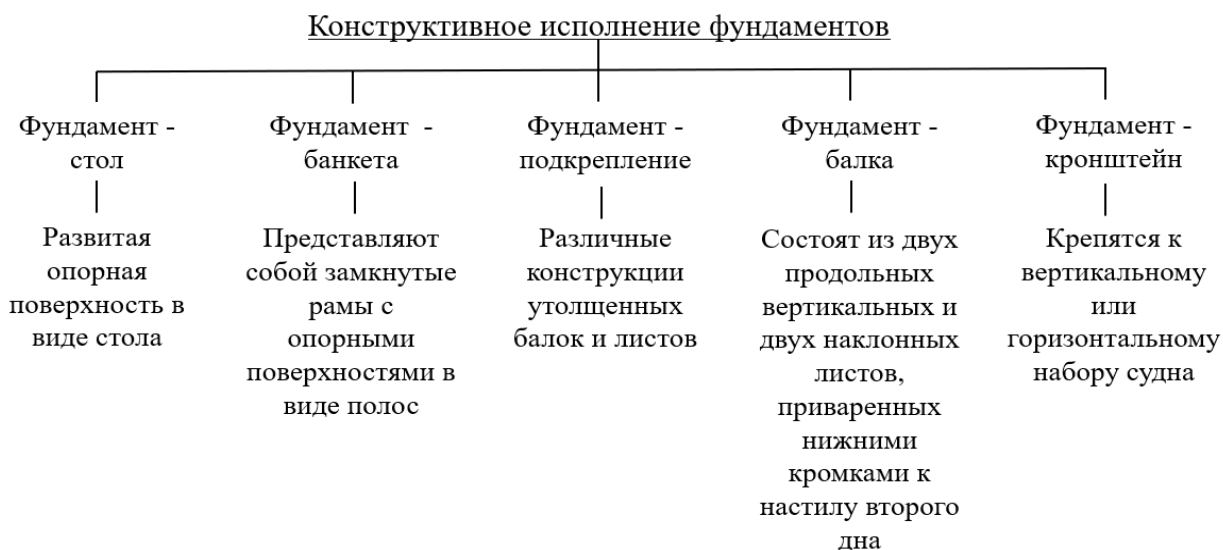 Конструктивное исполнение фундаментов
Фундамент -
стол
Развитая
опорная
поверхность в
виде стола
Фундамент -
банкета
Представляют
собой замкнутые
рамы с
опорными
поверхностями в
виде полос
Фундамент -
подкрепление
Различные
конструкции
утолщенных
балок и листов
Фундамент -
балка
Состоят из двух
продольных
вертикальных и
двух наклонных
листов,
приваренных
нижними
кромками к
настилу второго
дна
Фундамент -
кронштейн
Крепятся к
вертикальному
или
горизонтальному
набору судна